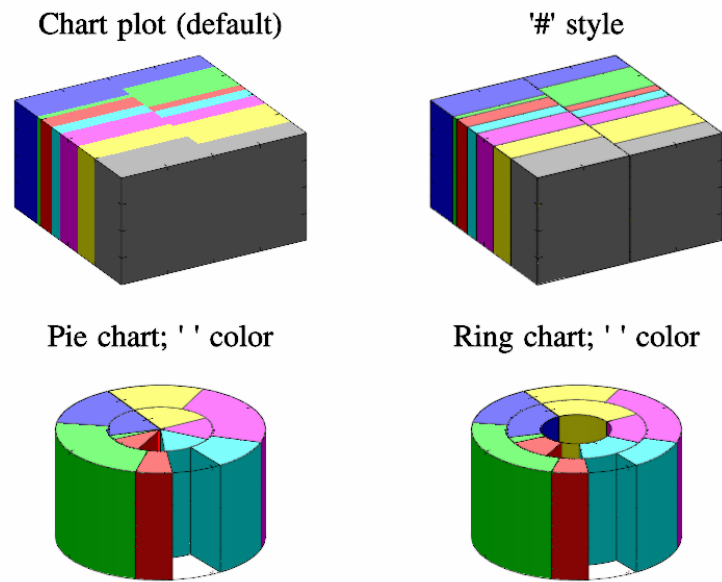 Chart plot (default)
'#' style
Pie chart; ' ' color
Ring chart; ' ' color